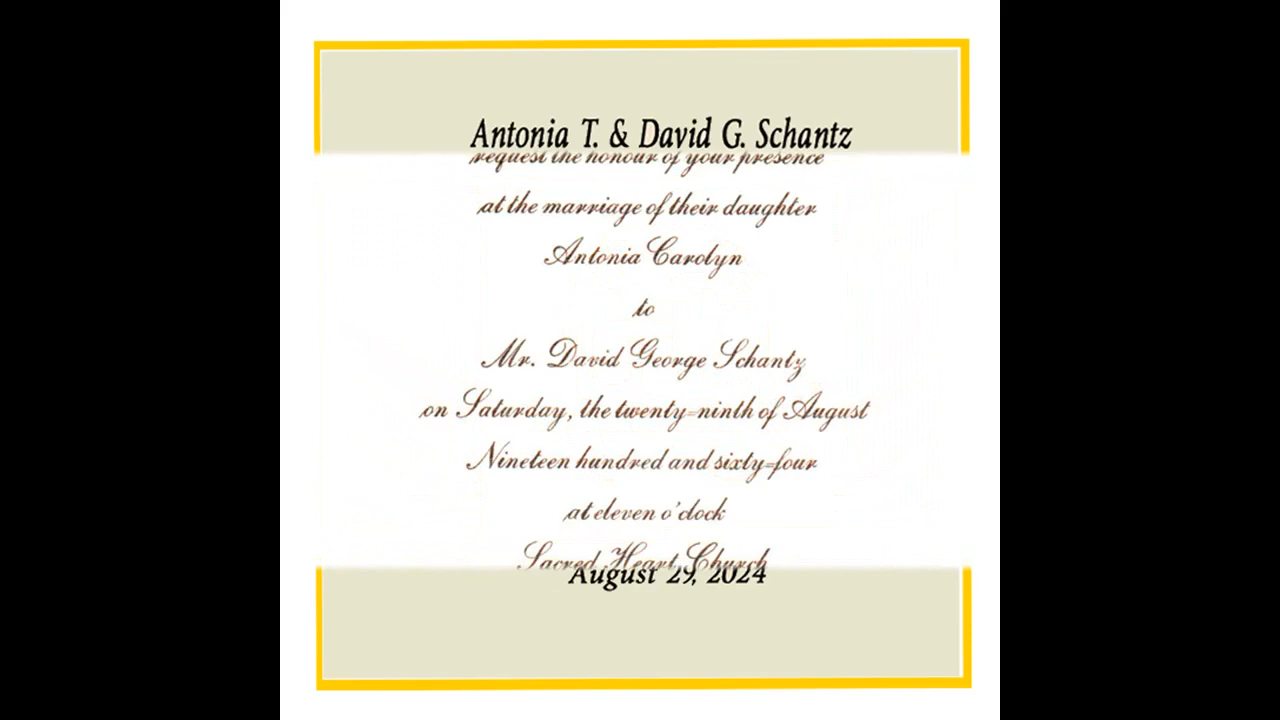 Antonia T. & David G. Schantz
request the honour of your presence
at the marriage of their daughter
Antonia Carolyn
to
Mr. David George Schantz
on Saturday, the twenty-ninth of August
Nineteen hundred and sixty-four
at eleven o'clock
Sacred Heart Church
August 29, 2024